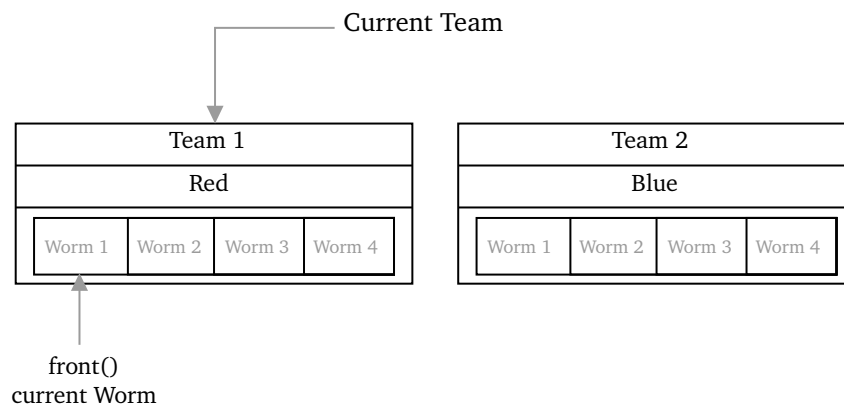 Current Team
Team 1
Red
Worm 1 Worm 2 Worm 3 Worm 4
Team 2
Blue
Worm 1 Worm 2 Worm 3 Worm 4
front()
current Worm